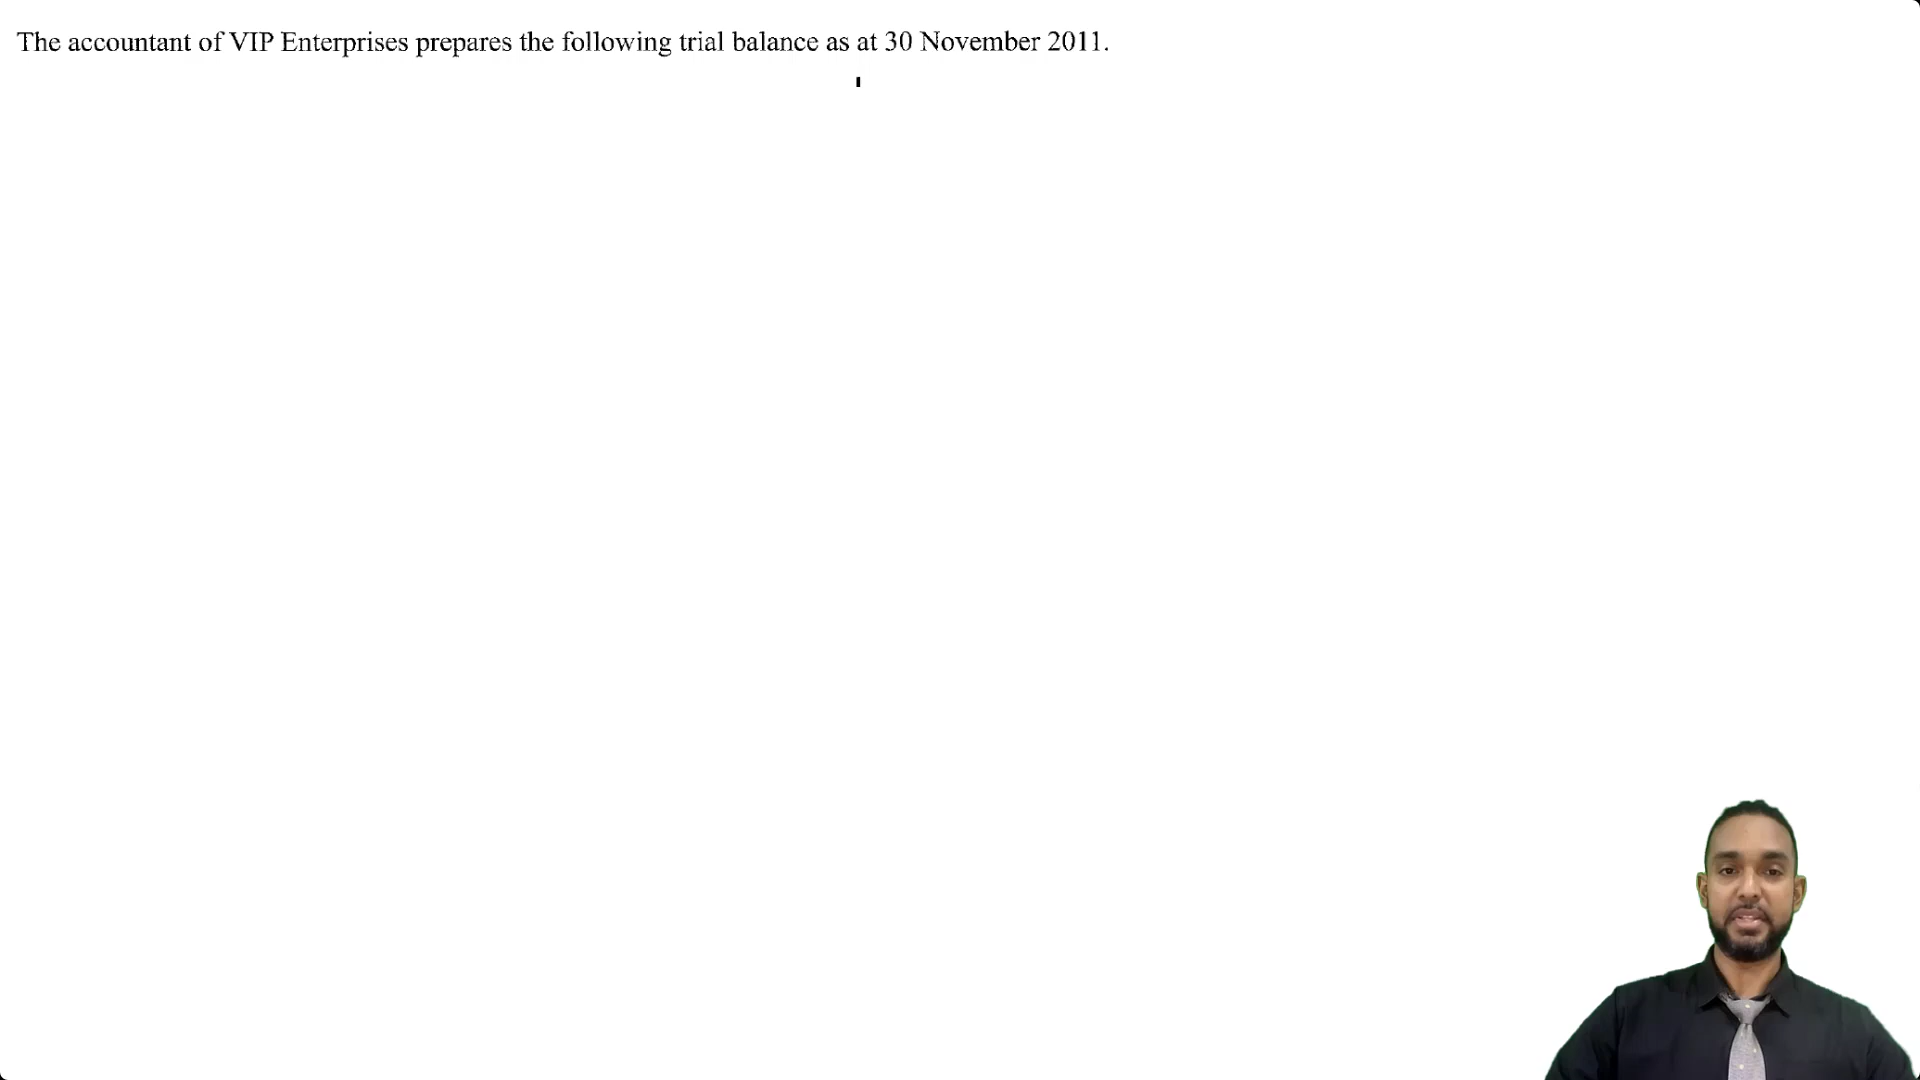 The accountant of VIP Enterprises prepares the following trial balance as at 30 November 2011.